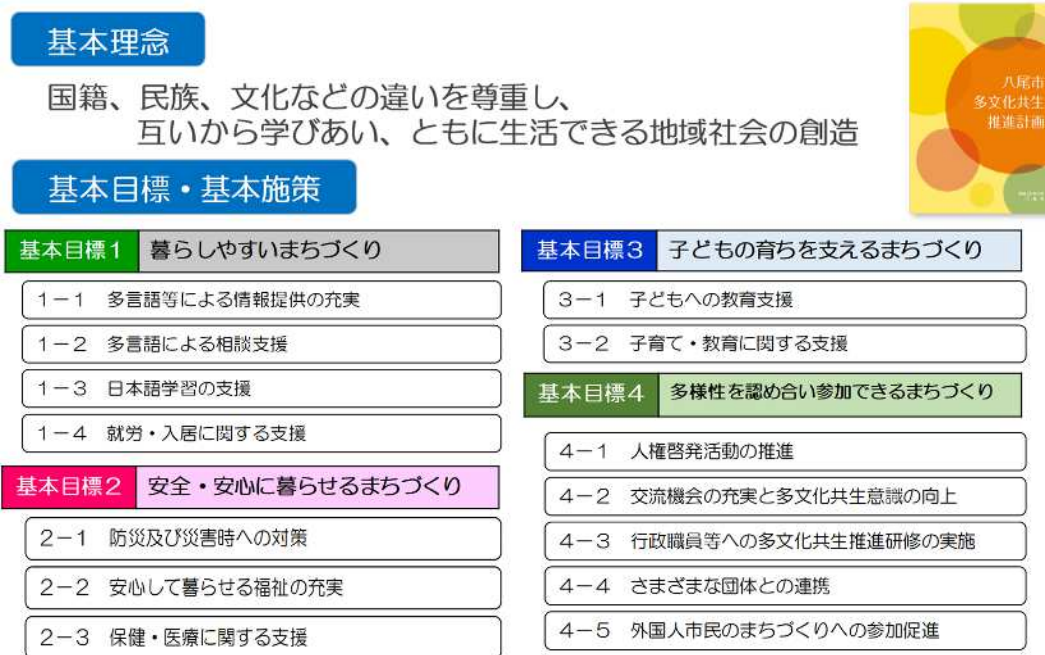 基本理念
国籍、民族、文化などの違いを尊重し、
互いから学びあい、ともに生活できる地域社会の創造
八尾市
多文化共生
推進計画
基本目標・基本施策
基本目標1 暮らしやすいまちづくり
1－1 多言語等による情報提供の充実
1－2 多言語による相談支援
1－3 日本語学習の支援
1－4 就労・入居に関する支援
基本目標2 安全・安心に暮らせるまちづくり
2－1 防災及び災害時への対策
2－2 安心して暮らせる福祉の充実
2－3 保健・医療に関する支援
基本目標3 子どもの育ちを支えるまちづくり
3－1 子どもへの教育支援
3－2 子育て・教育に関する支援
基本目標4 多様性を認め合い参加できるまちづくり
4－1 人権啓発活動の推進
4－2 交流機会の充実と多文化共生意識の向上
4－3 行政職員等への多文化共生推進研修の実施
4－4 さまざまな団体との連携
4－5 外国人市民のまちづくりへの参加促進